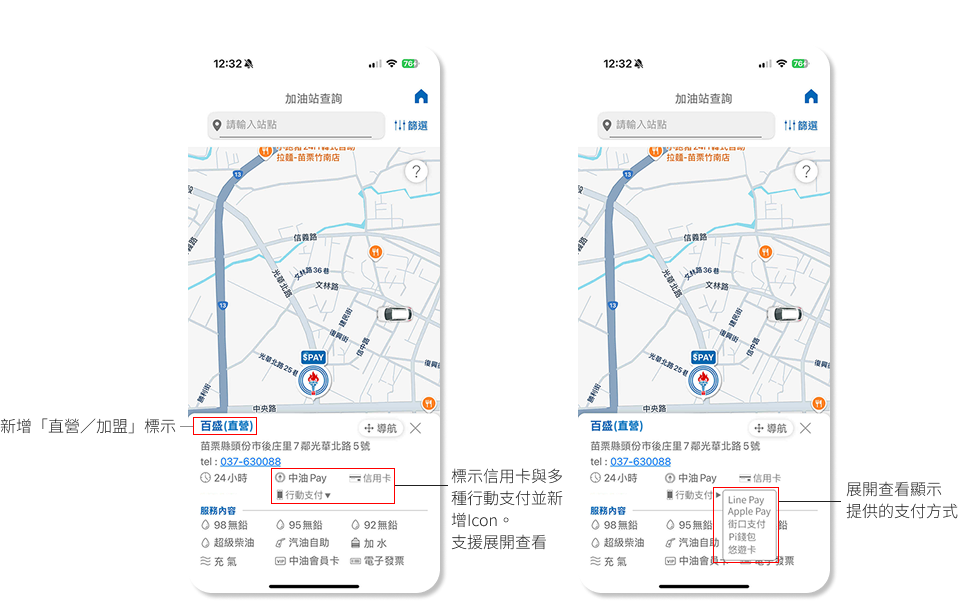 12:32
76
加油站查詢
請輸入站點
篩選
拉麵-苗栗竹南店
?
13
信義路
文林路36巷
文林路
光華北路
13
建民街
復興街
信中路
復興
$PAY
光華北路25巷
勝利街
中央路
新增「直營／加盟」標示
百盛(直營)
導航
苗栗縣頭份市後庄里7鄰光華北路5號
tel : 037-630088
24小時
中油Pay
信用卡
行動支付▼
標示信用卡與多
種行動支付並新
增Icon。
支援展開查看
服務內容
98無鉛
95無鉛
92無鉛
超級柴油
汽油自助
加水
充氣
VIP
中油會員卡
電子發票
12:32
76
加油站查詢
請輸入站點
篩選
拉麵-苗栗竹南店
?
13
信義路
文林路36巷
文林路
光華北路
13
建民街
復興街
信中路
復興
$PAY
光華北路25巷
勝利街
中央路
百盛(直營)
導航
苗栗縣頭份市後庄里7鄰光華北路5號
tel : 037-630088
24小時
中油Pay
信用卡
行動支付▶
Line Pay
Apple Pay
街口支付
Pi錢包
悠遊卡
展開查看顯示
提供的支付方式
服務內容
98無鉛
95無鉛
鉛
超級柴油
汽油自助
充氣
VIP
中油會員卡
電子發票